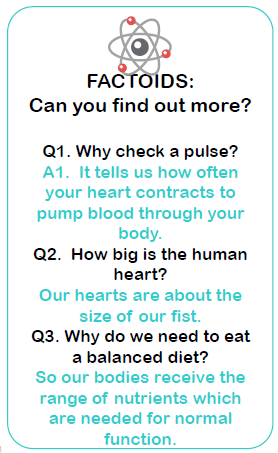 FACTOIDS:
Can you find out more?
Q1. Why check a pulse?
A1.  It tells us how often
your heart contracts to
pump blood through your
body.
Q2.  How big is the human
heart?
Our hearts are about the
size of our fist.
Q3. Why do we need to eat
a balanced diet?
So our bodies receive the
range of nutrients which
are needed for normal
function.